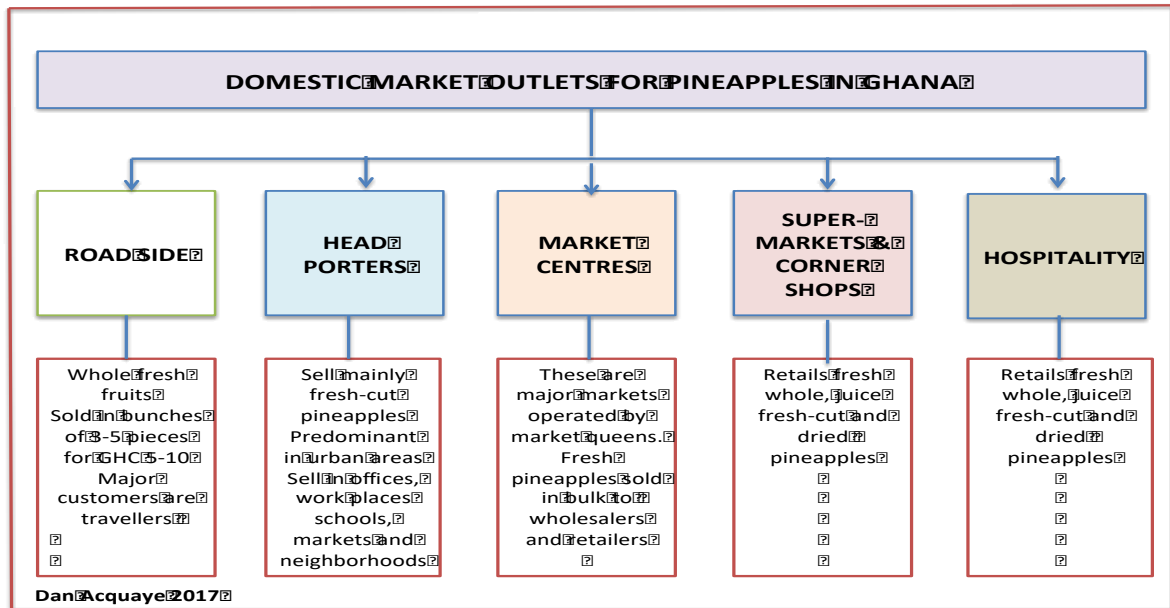 DOMESTIC MARKET OUTLETS FOR PINEAPPLES IN GHANA
ROAD SIDE
HEAD
PORTERS
MARKET
CENTRES
SUPER-
MARKETS &
CORNER
SHOPS
HOSPITALITY
Whole fresh
fruits
Sold in bunches
of 3-5 pieces
for GHC 5-10
Major
customers are
travellers
Sell mainly
fresh-cut
pineapples
Predominant
in urban areas
Sell in offices,
work places
schools,
markets and
neighborhoods
These are
major markets
operated by
market queens.
Fresh
pineapples sold
in bulk to
wholesalers
and retailers
Retails fresh
whole, juice
fresh-cut and
dried
pineapples
Retails fresh
whole, juice
fresh-cut and
dried
pineapples
Dan Acquaye 2017